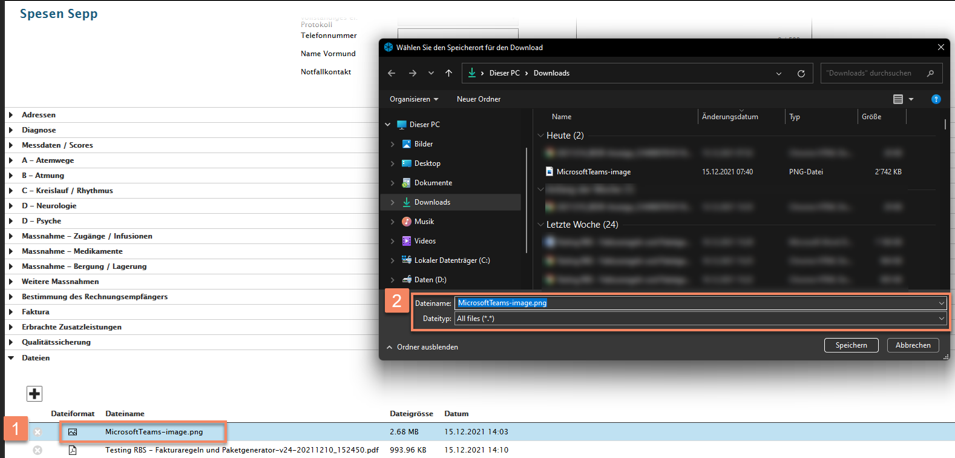 Spesen Sepp
Protokoll
Telefonnummer
Name Vormund
Notfallkontakt
Adressen
Diagnose
Messdaten / Scores
A – Atemwege
B – Atmung
C – Kreislauf / Rhythmus
D – Neurologie
D – Psyche
Massnahme – Zugänge / Infusionen
Massnahme – Medikamente
Massnahme – Bergung / Lagerung
Weitere Massnahmen
Bestimmung des Rechnungsempfängers
Faktura
Erbrachte Zusatzleistungen
Qualitätssicherung
Dateien
Dateiformat Dateiname Dateigrösse Datum
1
MicrosoftTeams-image.png 2.68 MB 15.12.2021 14:03
Testing RBS – Fakturaregeln und Paketgenerator-v24-20211210_152450.pdf 993.96 KB 15.12.2021 14:10
Wählen Sie den Speicherort für den Download
Dieser PC > Downloads
"Downloads" durchsuchen
Organisieren Neuer Ordner
Dieser PC
Bilder
Desktop
Dokumente
Downloads
Musik
Videos
Lokaler Datenträger (C:)
Daten (D:)
Name Änderungsdatum Typ Größe
Heute (2)
MicrosoftTeams-image 15.12.2021 07:40 PNG-Datei 2'742 KB
Letzte Woche (24)
2
Dateiname: MicrosoftTeams-image.png
Dateityp: All files (*.*)
Ordner ausblenden
Speichern Abbrechen